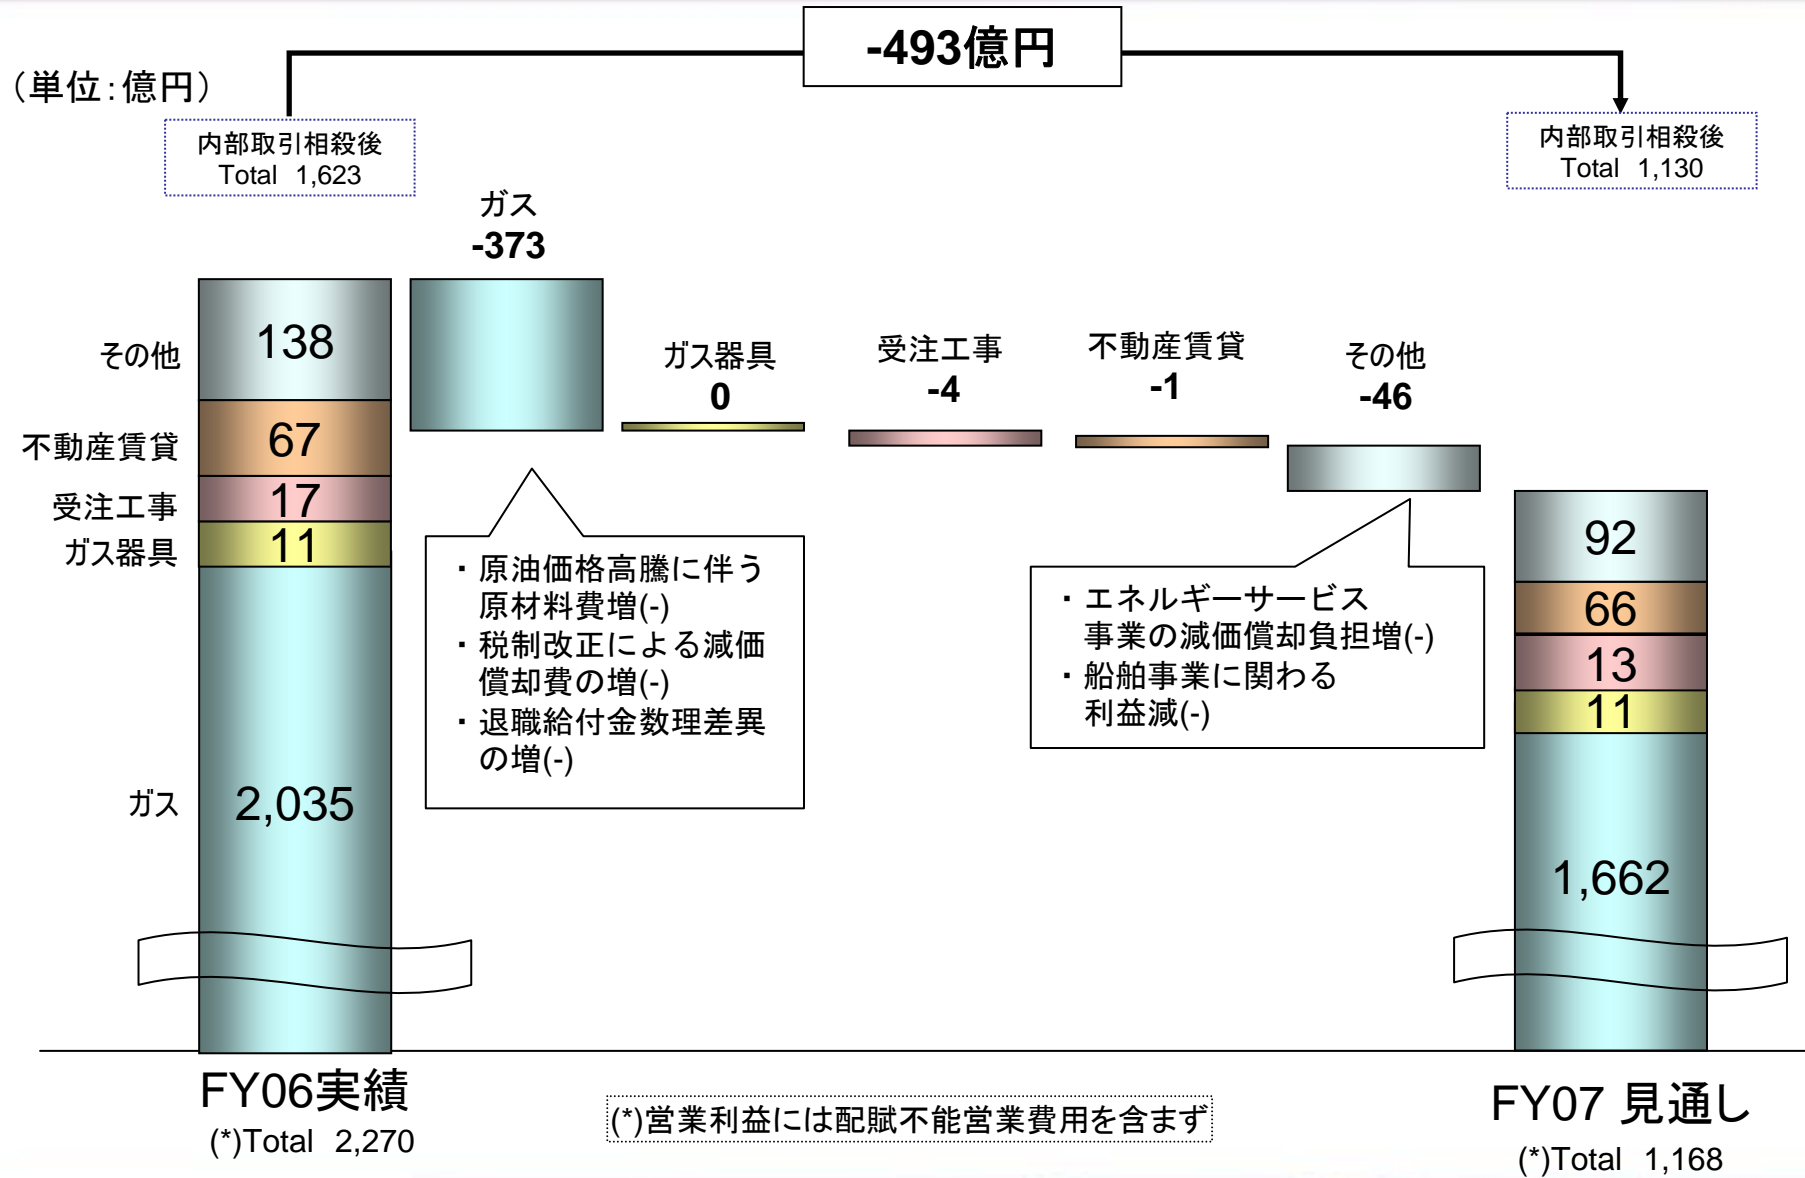 -493億円
（単位：億円）
内部取引相殺後
Total 1,623
内部取引相殺後
Total 1,130
ガス
-373
ガス器具
0
受注工事
-4
不動産賃貸
-1
その他
-46
その他
138
不動産賃貸
67
受注工事
17
ガス器具
11
ガス
2,035
・原油価格高騰に伴う
原材料費増(-)
・税制改正による減価
償却費の増(-)
・退職給付金数理差異
の増(-)
・エネルギーサービス
事業の減価償却負担増(-)
・船舶事業に関わる
利益減(-)
92
66
13
11
1,662
FY06実績
(*)Total 2,270
(*)営業利益には配賦不能営業費用を含まず
FY07 見通し
(*)Total 1,168